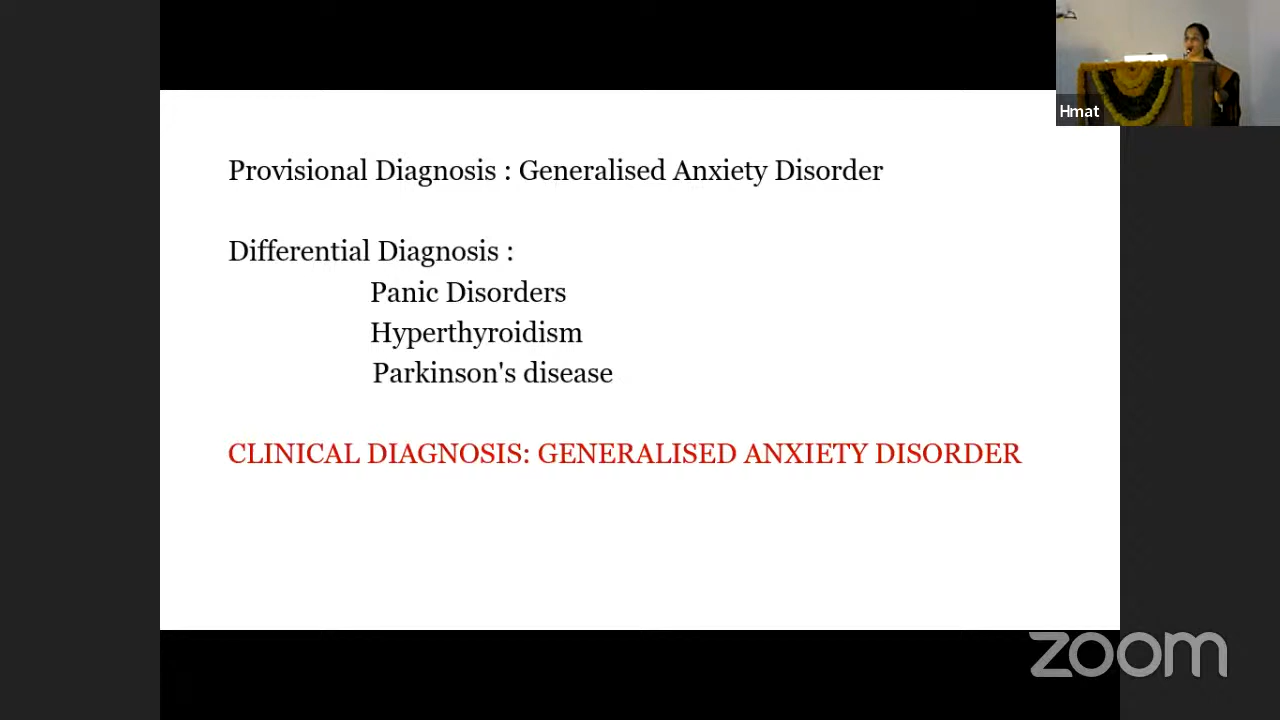 Hmat
Provisional Diagnosis : Generalised Anxiety Disorder
Differential Diagnosis :
Panic Disorders
Hyperthyroidism
Parkinson's disease
CLINICAL DIAGNOSIS: GENERALISED ANXIETY DISORDER
zoom